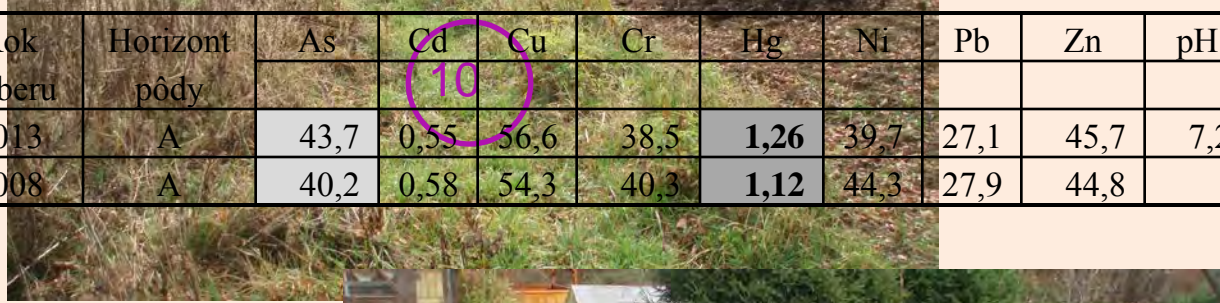 Horizont As Cd Cu Cr Hg Ni Pb Zn pH
pôdy
10
A 43,7 0,55 56,6 38,5 1,26 39,7 27,1 45,7
A 40,2 0,58 54,3 40,3 1,12 44,3 27,9 44,8